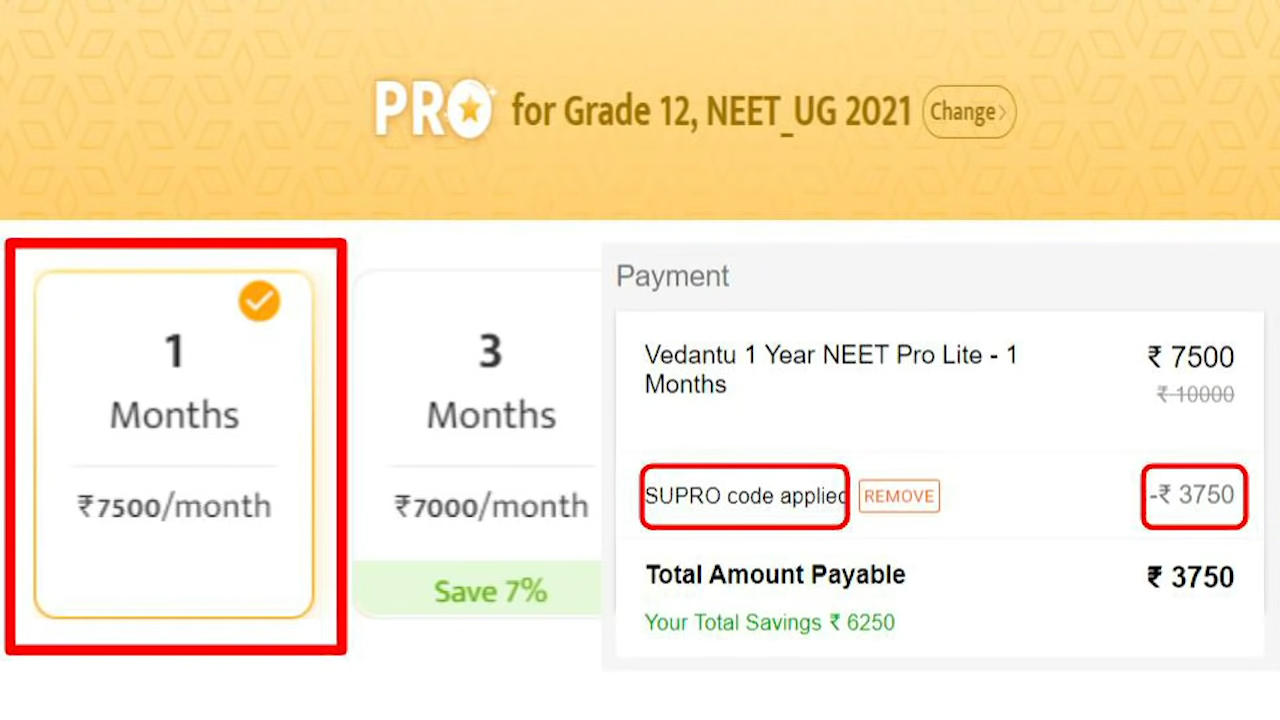 PRO for Grade 12, NEET_UG 2021 Change>
1
Months
₹7500/month
3
Months
₹7000/month
Save 7%
Payment
Vedantu 1 Year NEET Pro Lite - 1 ₹ 7500
Months ₹ 10000
SUPRO code applied REMOVE -₹ 3750
Total Amount Payable ₹ 3750
Your Total Savings ₹ 6250